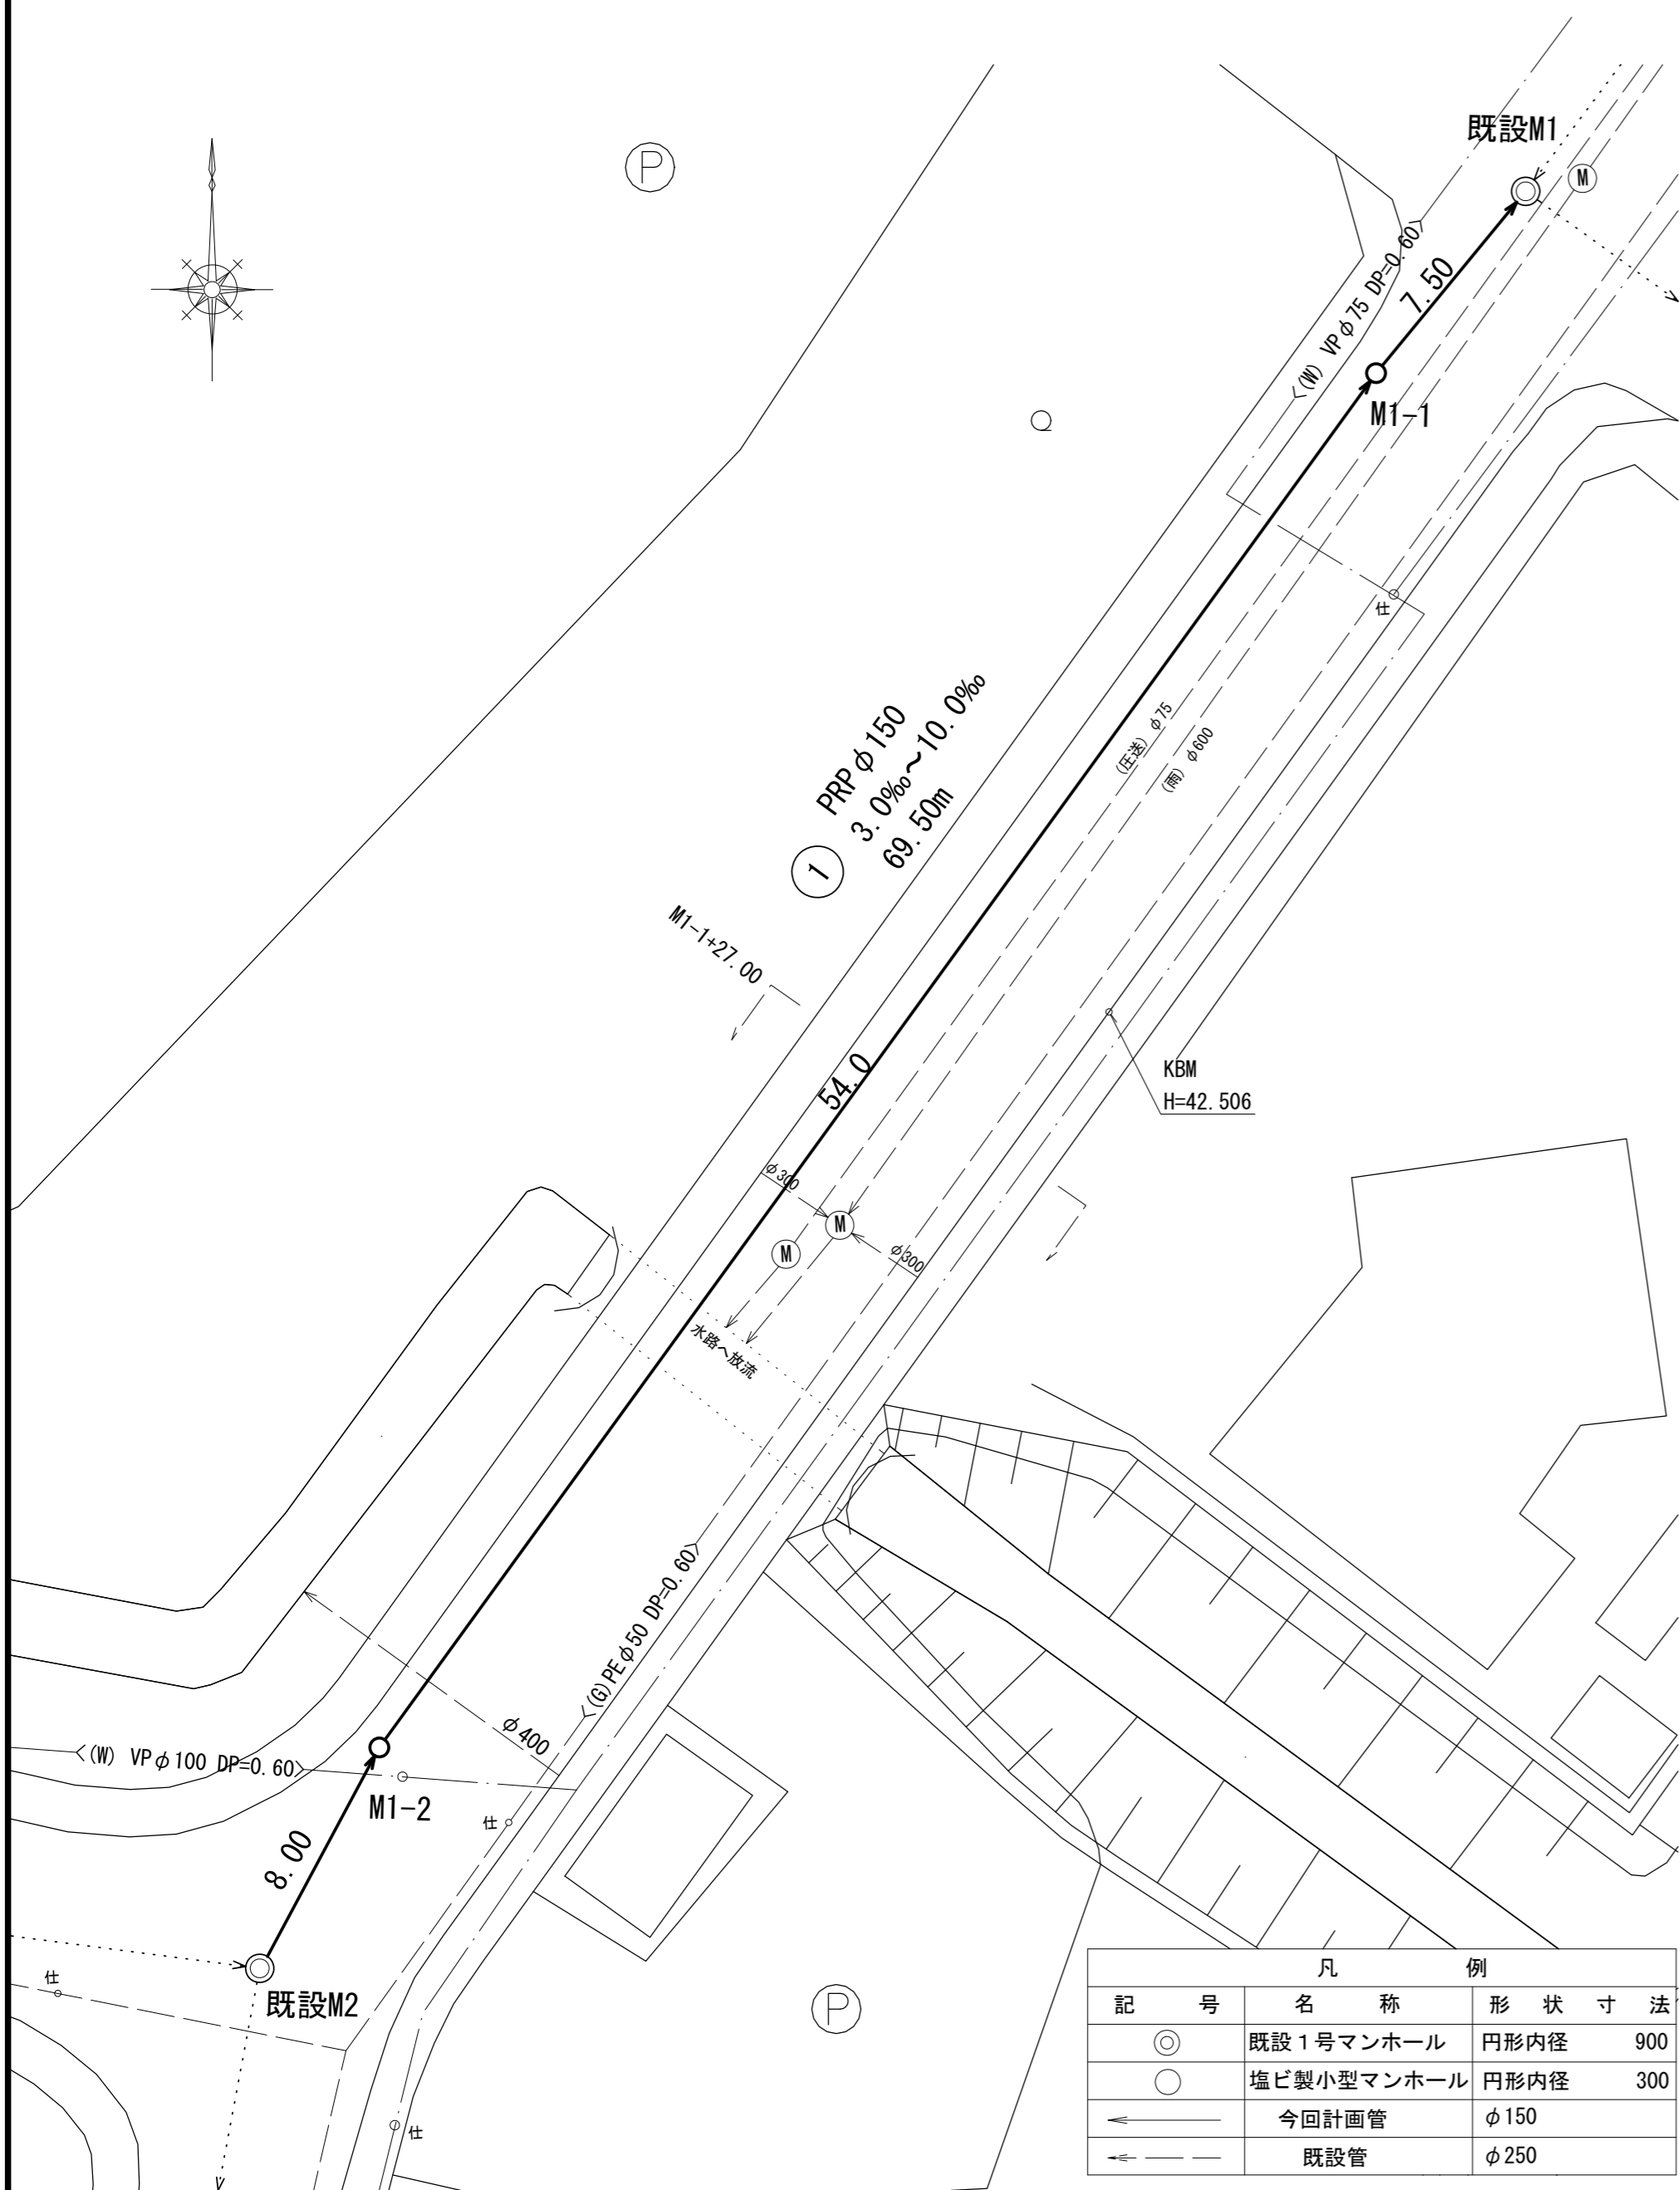 既設M1
M
P
(W) VPφ75 DP=0.60
7.50
M1-1
仕
PRPφ150
3.0‰～10.0‰
69.50m
1
(圧送) φ75
(雨) φ600
M1-1+27.00
54.0
KBM
H=42.506
φ300
M
M
φ300
水路へ放流
(G)PEφ50 DP=0.60
φ400
(W) VPφ100 DP=0.60
M1-2
仕
8.00
仕
既設M2
P
仕
凡 例
記 号 名 称 形 状 寸 法
既設1号マンホール 円形内径 900
塩ビ製小型マンホール 円形内径 300
今回計画管 φ150
既設管 φ250